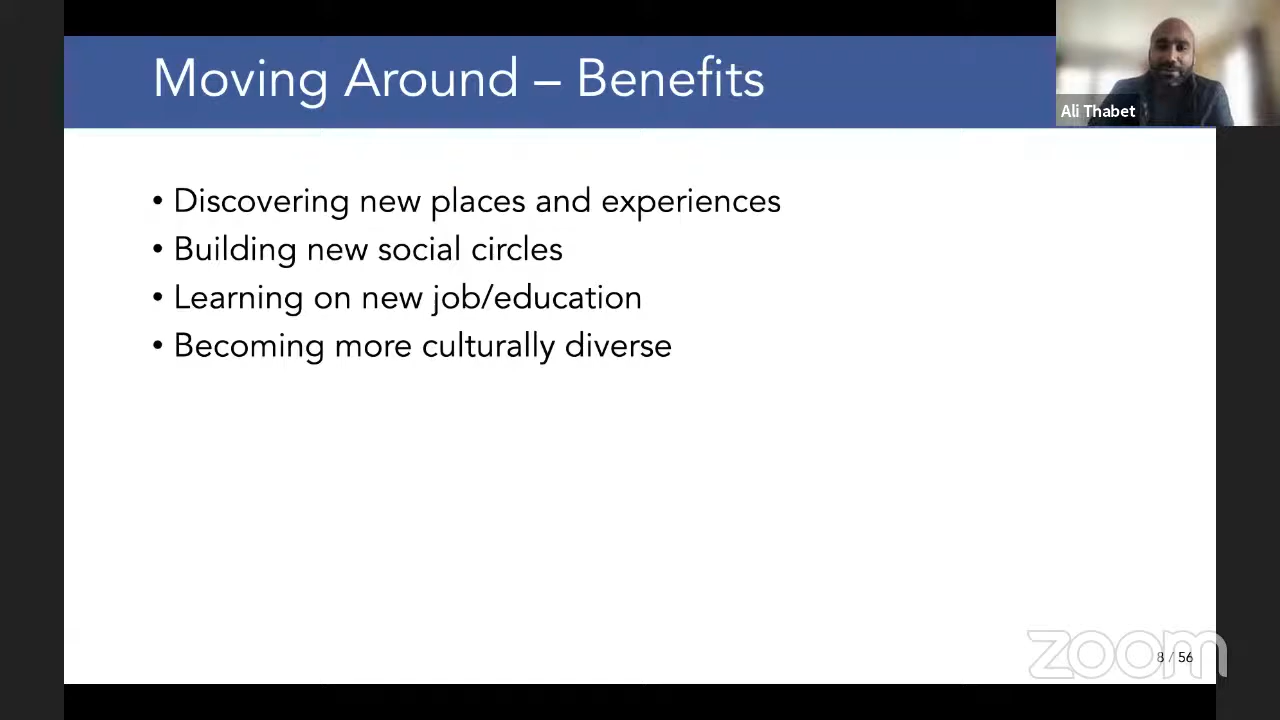 Moving Around – Benefits
Ali Thabet
• Discovering new places and experiences
• Building new social circles
• Learning on new job/education
• Becoming more culturally diverse
zoom
8 / 56